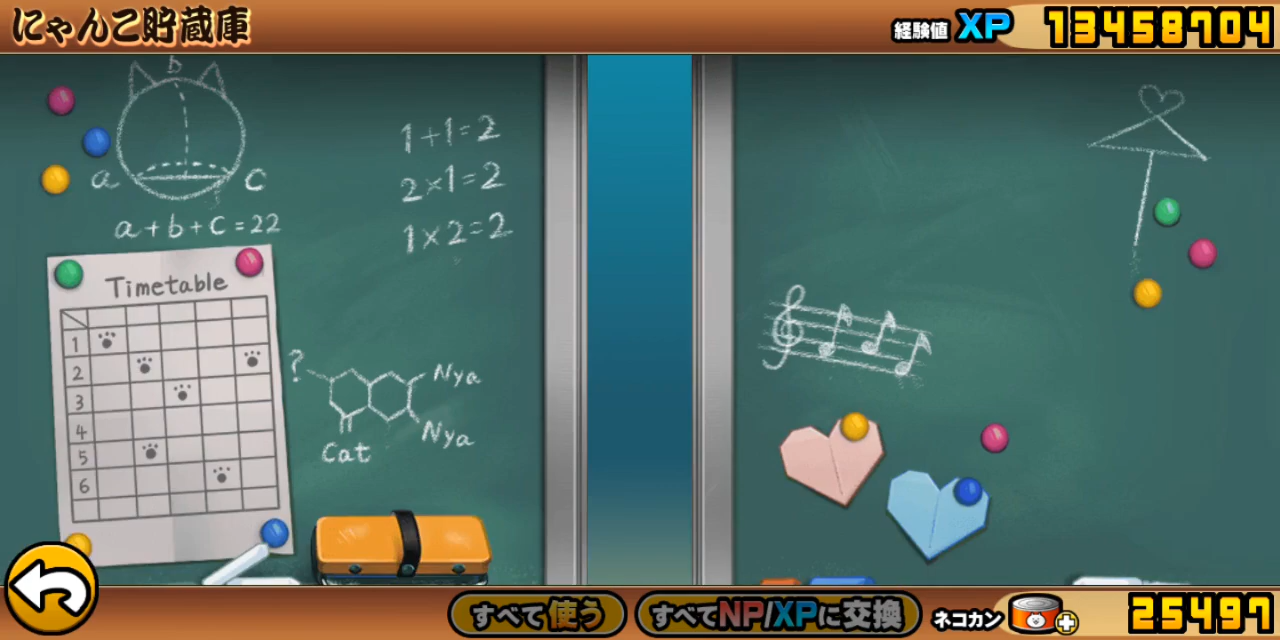 にゃんこ貯蔵庫
経験値 XP 13458704
b
a c
a+b+c=22
1+1=2
2×1=2
1×2=2
Timetable
1
2
3
4
5
6
?
Nya
Nya
Cat
すべて使う
すべてNP/XPに交換
ネコカン 25497